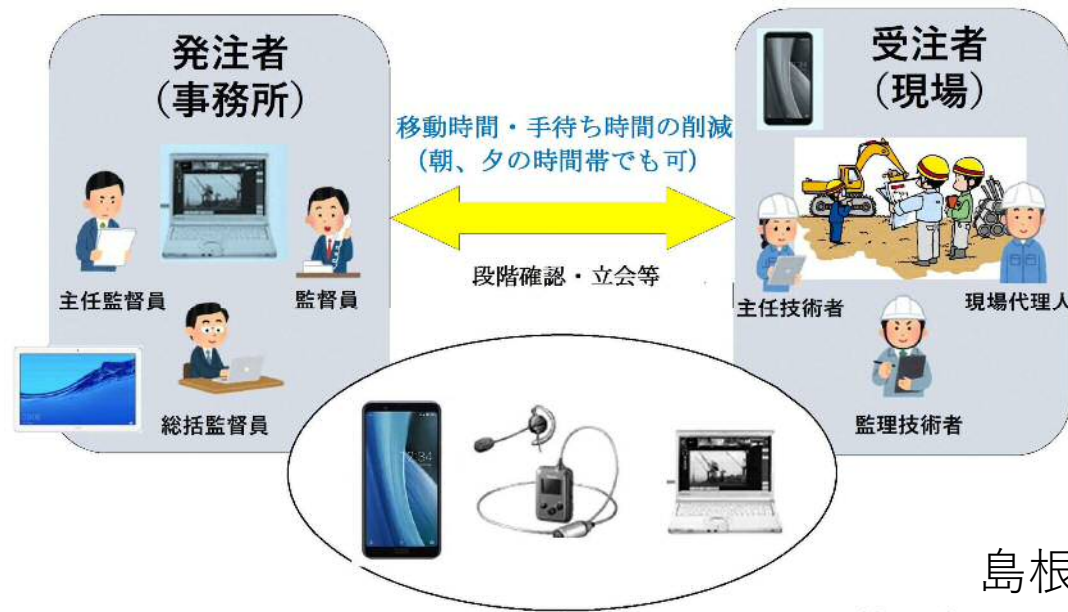 発注者
（事務所）
主任監督員
監督員
総括監督員
移動時間・手待ち時間の削減
（朝、夕の時間帯でも可）
段階確認・立会等
受注者
（現場）
主任技術者
現場代理人
監理技術者
12:34
島根